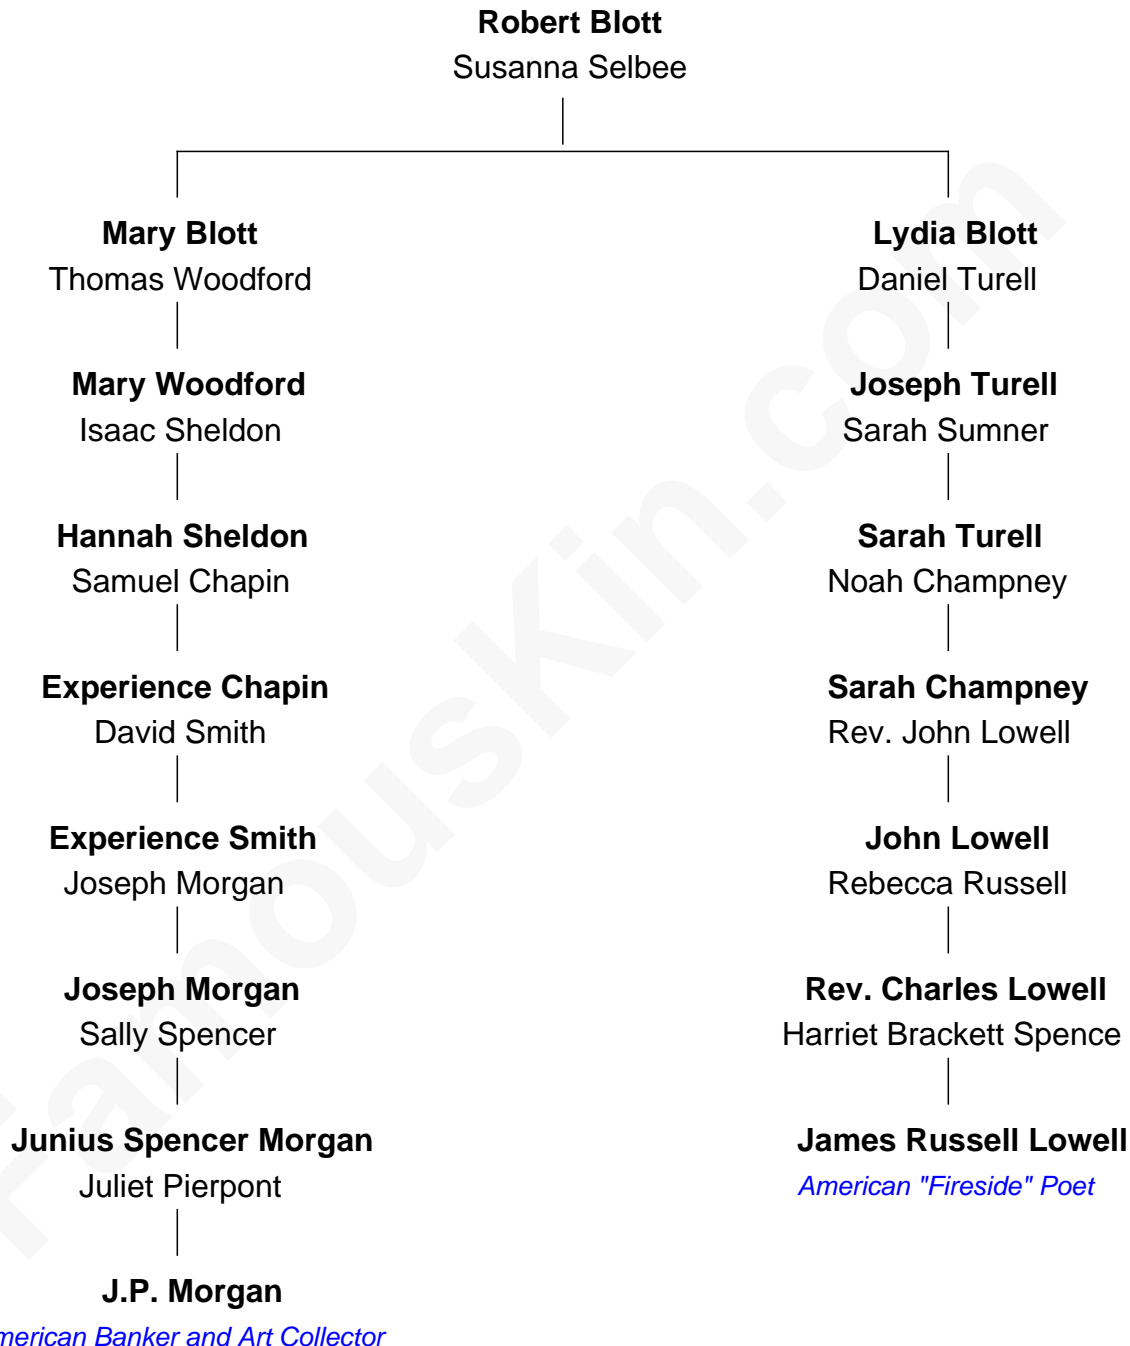 Robert Blott
Susanna Selbee
Mary Blott
Thomas Woodford
Lydia Blott
Daniel Turell
Mary Woodford
Isaac Sheldon
Joseph Turell
Sarah Sumner
Hannah Sheldon
Samuel Chapin
Sarah Turell
Noah Champney
Experience Chapin
David Smith
Sarah Champney
Rev. John Lowell
Experience Smith
Joseph Morgan
John Lowell
Rebecca Russell
Joseph Morgan
Sally Spencer
Rev. Charles Lowell
Harriet Brackett Spence
Junius Spencer Morgan
Juliet Pierpont
James Russell Lowell
American "Fireside" Poet
J.P. Morgan
merican Banker and Art Collector
FamousKin.com